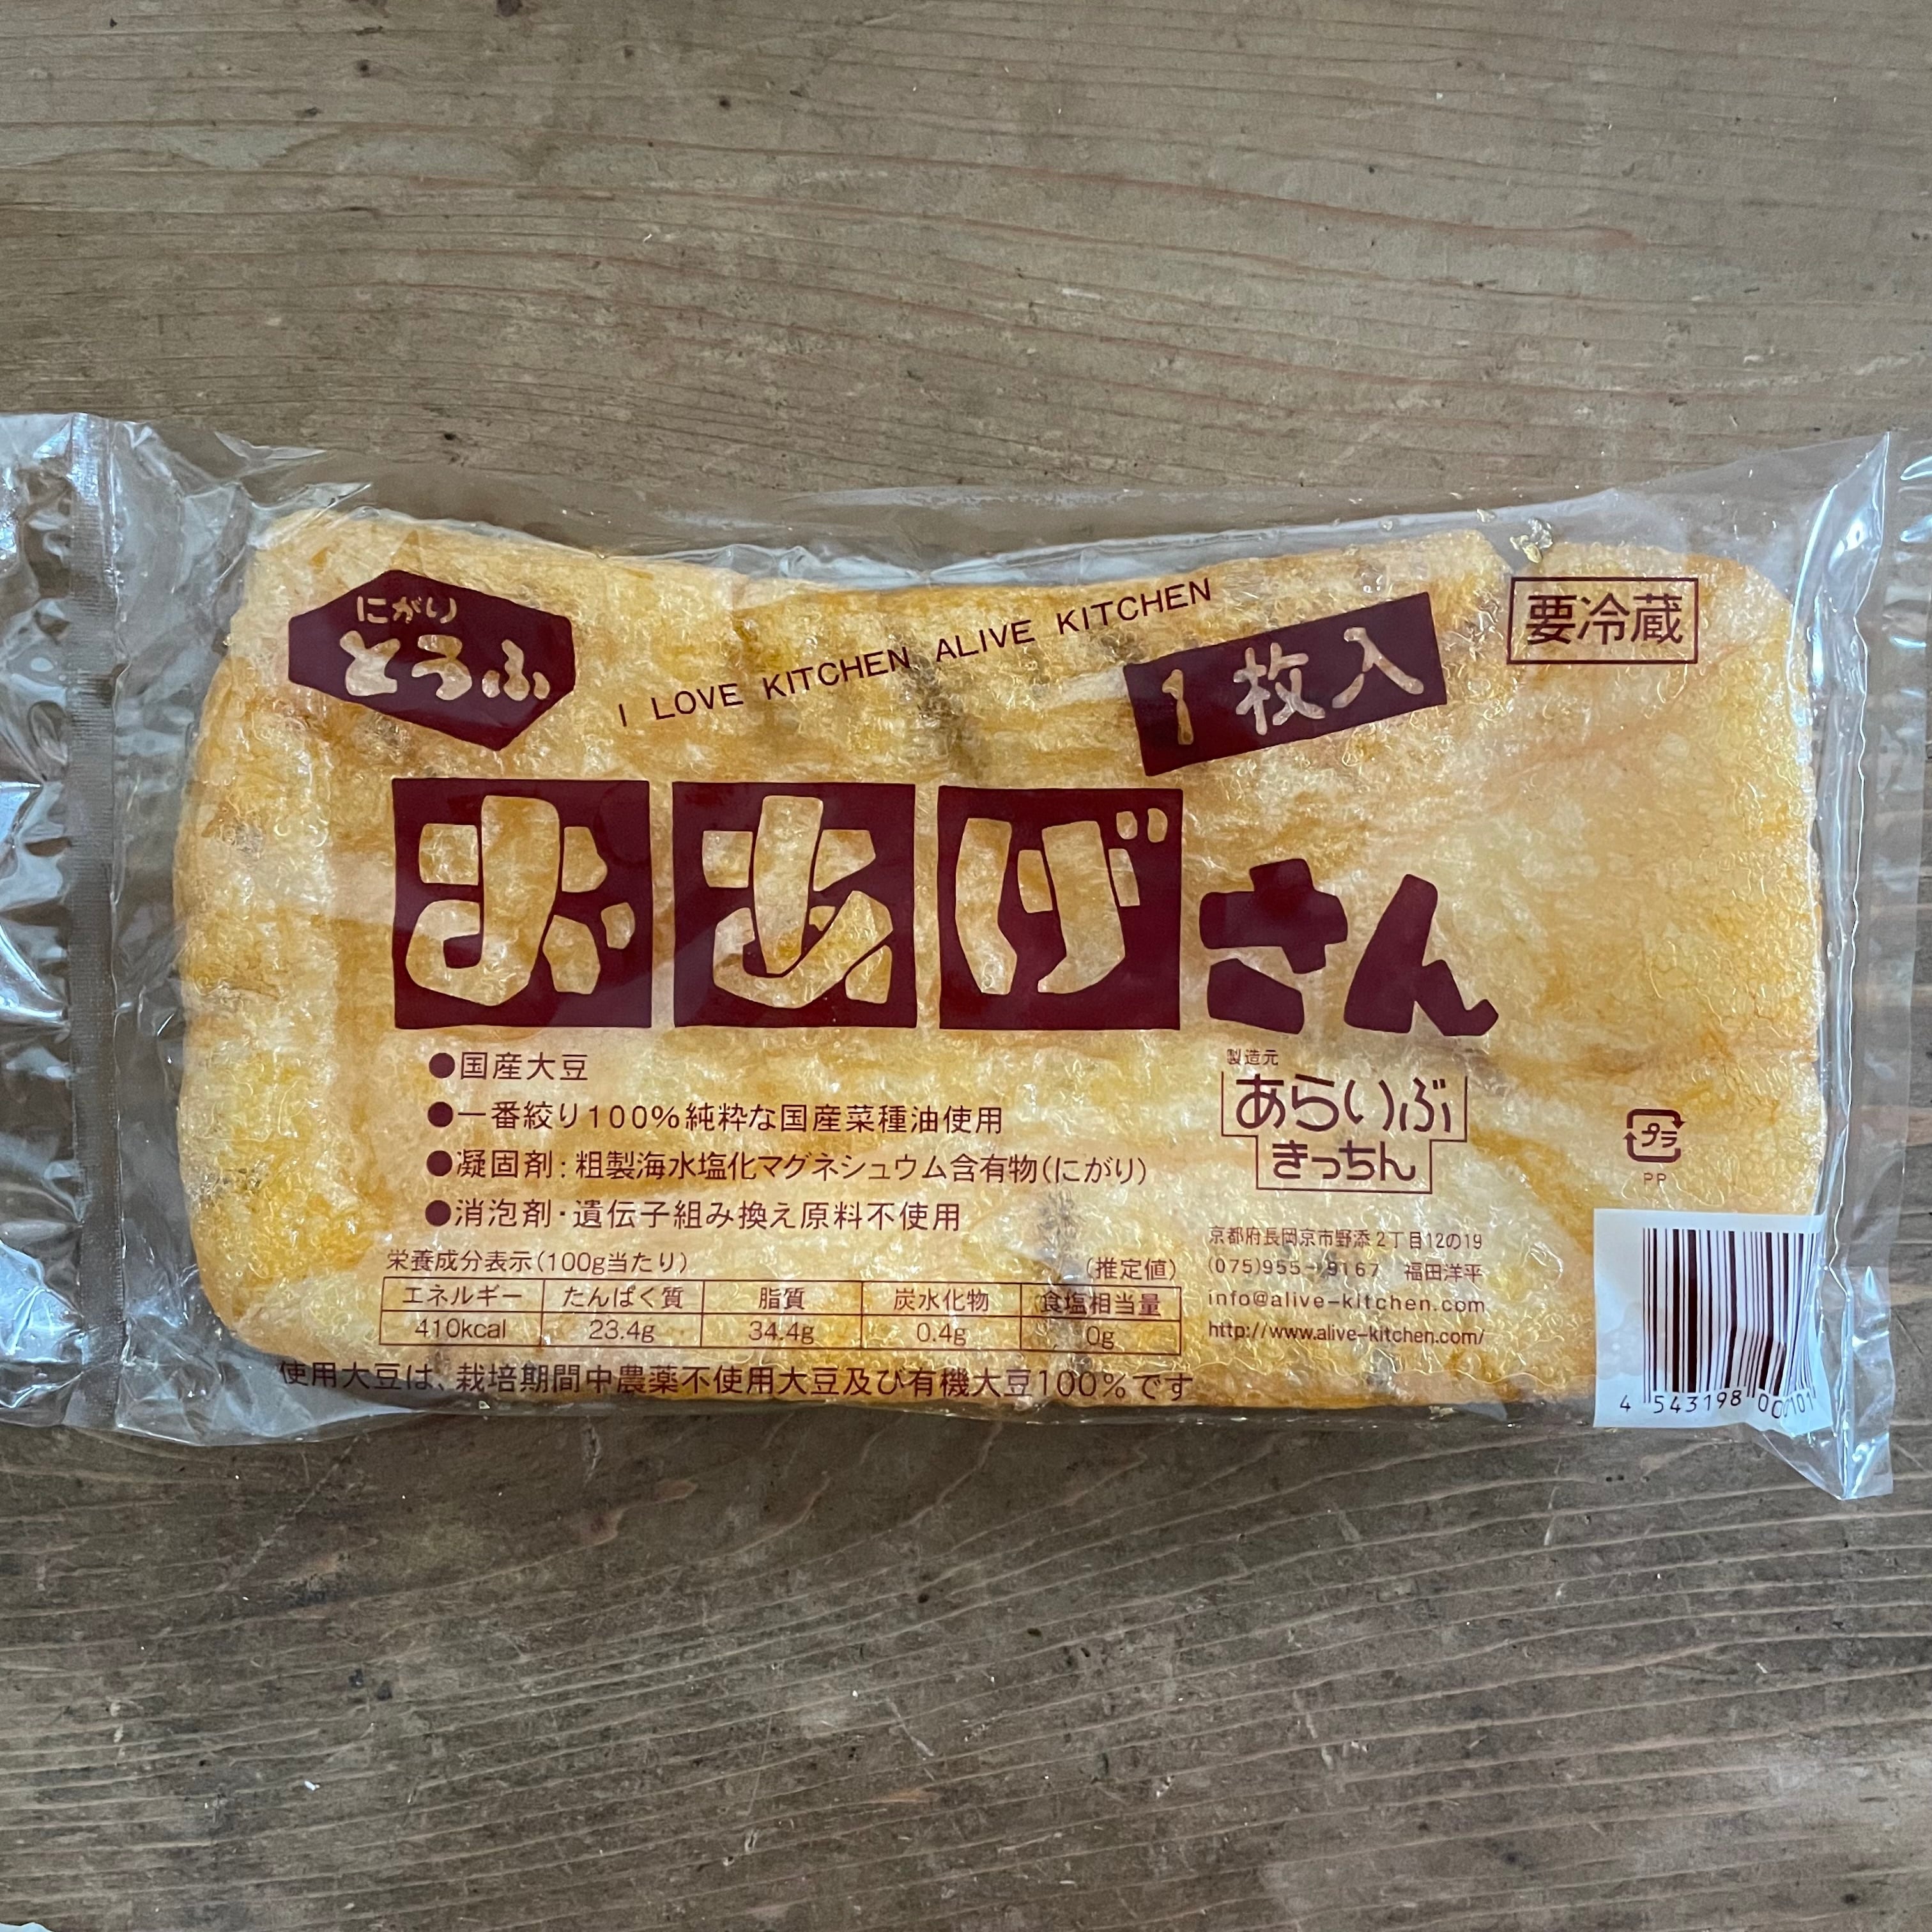 にがり
とうふ
I LOVE KITCHEN ALIVE KITCHEN
1枚入
要冷蔵
おあげさん
●国産大豆
●一番絞り100%純粋な国産菜種油使用
●凝固剤:粗製海水塩化マグネシュウム含有物(にがり)
●消泡剤・遺伝子組み換え原料不使用
製造元
あらいぶ
きっちん
プラ
PP
京都府長岡京市野添2丁目12の19
(075)955-9167 福田洋平
info@alive-kitchen.com
http://www.alive-kitchen.com/
栄養成分表示(100g当たり) (推定値)
エネルギー たんぱく質 脂質 炭水化物 食塩相当量
410kcal 23.4g 34.4g 0.4g 0g
使用大豆は、栽培期間中農薬不使用大豆及び有機大豆100%です
4 543198 000101